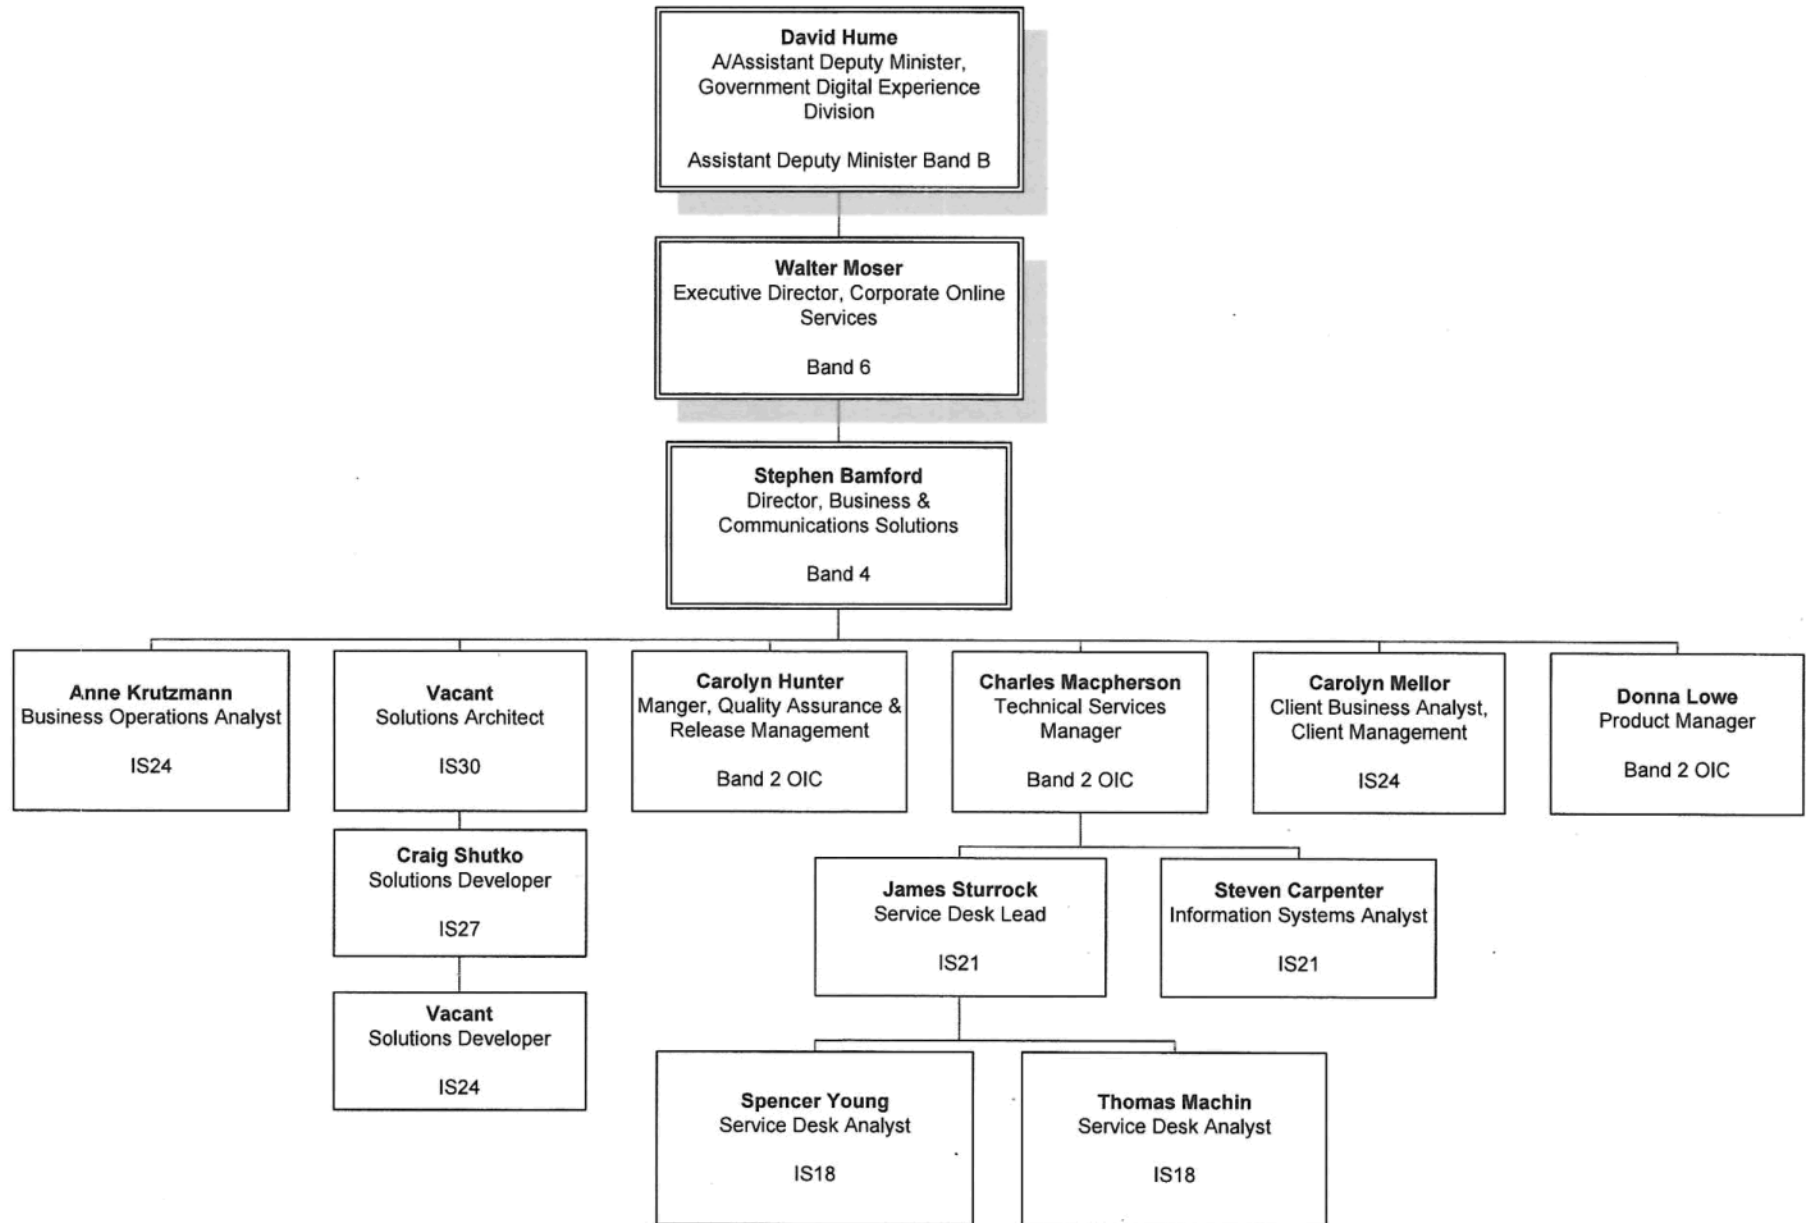 David Hume
A/Assistant Deputy Minister,
Government Digital Experience
Division
Assistant Deputy Minister Band B
Walter Moser
Executive Director, Corporate Online
Services
Band 6
Stephen Bamford
Director, Business &
Communications Solutions
Band 4
Anne Krutzmann
Business Operations Analyst
IS24
Vacant
Solutions Architect
IS30
Carolyn Hunter
Manger, Quality Assurance &
Release Management
Band 2 OIC
Charles Macpherson
Technical Services
Manager
Band 2 OIC
Carolyn Mellor
Client Business Analyst,
Client Management
IS24
Donna Lowe
Product Manager
Band 2 OIC
Craig Shutko
Solutions Developer
IS27
Vacant
Solutions Developer
IS24
James Sturrock
Service Desk Lead
IS21
Steven Carpenter
Information Systems Analyst
IS21
Spencer Young
Service Desk Analyst
IS18
Thomas Machin
Service Desk Analyst
IS18